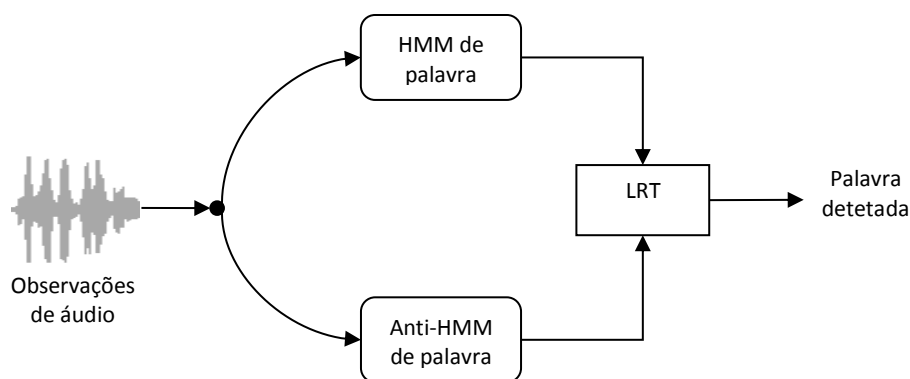 HMM de
palavra
LRT
Palavra
detetada
Observações
de áudio
Anti-HMM
de palavra